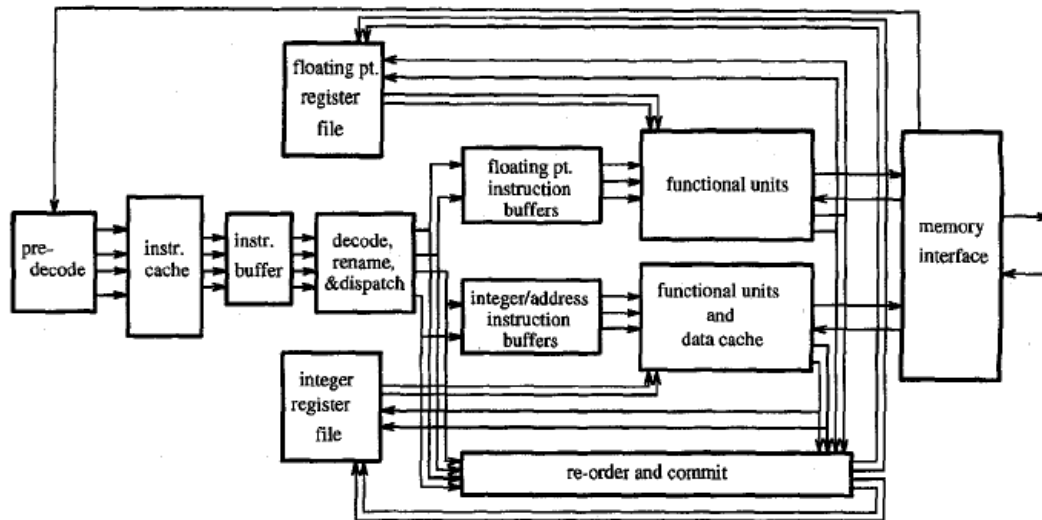 floating pt.
register
file
floating pt.
instruction
buffers
functional units
memory
interface
pre-
decode
instr.
cache
instr.
buffer
decode,
rename,
&dispatch
integer/address
instruction
buffers
functional units
and
data cache
integer
register
file
re-order and commit